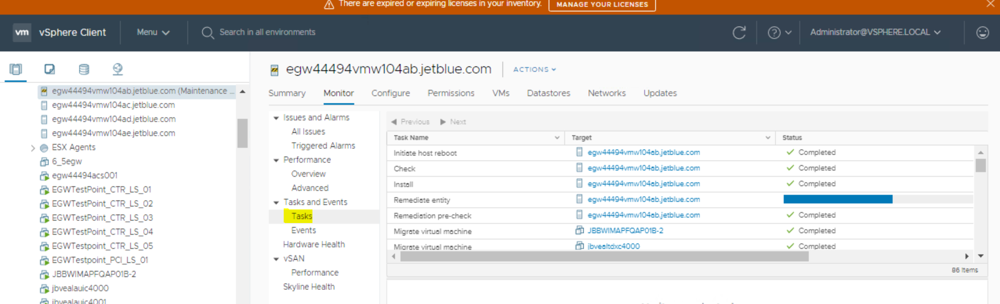 There are expired or expiring licenses in your inventory. MANAGE YOUR LICENSES
vm vSphere Client Menu Search in all environments Administrator@VSPHERE.LOCAL
egw44494vmw104ab.jetblue.com ACTIONS
Summary Monitor Configure Permissions VMs Datastores Networks Updates
egw44494vmw104ab.jetblue.com (Maintenance ...
egw44494vmw104ac.jetblue.com
egw44494vmw104ad.jetblue.com
egw44494vmw104ae.jetblue.com
ESX Agents
6_5egw
egw44494acs001
EGWTestPoint_CTR_LS_01
EGWTestPoint_CTR_LS_02
EGWTestPoint_CTR_LS_03
EGWTestPoint_CTR_LS_04
EGWTestpoint_CTR_LS_05
EGWTestpoint_PCI_LS_01
JBBWIMAPFQAP01B-2
jbvealauic4000
jbvealauic4001
Issues and Alarms
All Issues
Triggered Alarms
Performance
Overview
Advanced
Tasks and Events
Tasks
Events
Hardware Health
vSAN
Performance
Skyline Health
Previous Next
Task Name Target Status
Initiate host reboot egw44494vmw104ab.jetblue.com Completed
Check egw44494vmw104ab.jetblue.com Completed
Install egw44494vmw104ab.jetblue.com Completed
Remediate entity egw44494vmw104ab.jetblue.com
Remediation pre-check egw44494vmw104ab.jetblue.com Completed
Migrate virtual machine JBBWIMAPFQAP01B-2 Completed
Migrate virtual machine jbvealtdxc4000 Completed
86 items